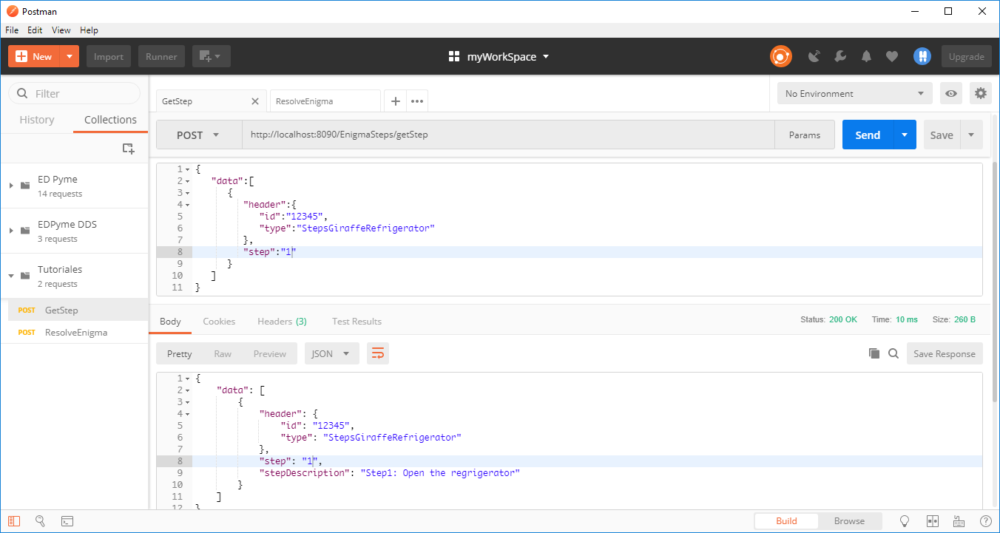 Postman
File Edit View Help
New Import Runner myWorkSpace Upgrade
Filter
History Collections
ED Pyme
14 requests
EDPyme DDS
3 requests
Tutoriales
2 requests
POST GetStep
POST ResolveEnigma
GetStep ResolveEnigma No Environment
POST http://localhost:8090/EnigmaSteps/getStep Params Send Save
1 {
2 "data":[
3 {
4 "header":{
5 "id":"12345",
6 "type":"StepsGiraffeRefrigerator"
7 },
8 "step":"1"
9 }
10 ]
11 }
Body Cookies Headers (3) Test Results Status: 200 OK Time: 10 ms Size: 260 B
Pretty Raw Preview JSON Save Response
1 {
2 "data": [
3 {
4 "header": {
5 "id": "12345",
6 "type": "StepsGiraffeRefrigerator"
7 },
8 "step": "1",
9 "stepDescription": "Step1: Open the regrigerator"
10 }
11 ]
12 }
Build Browse